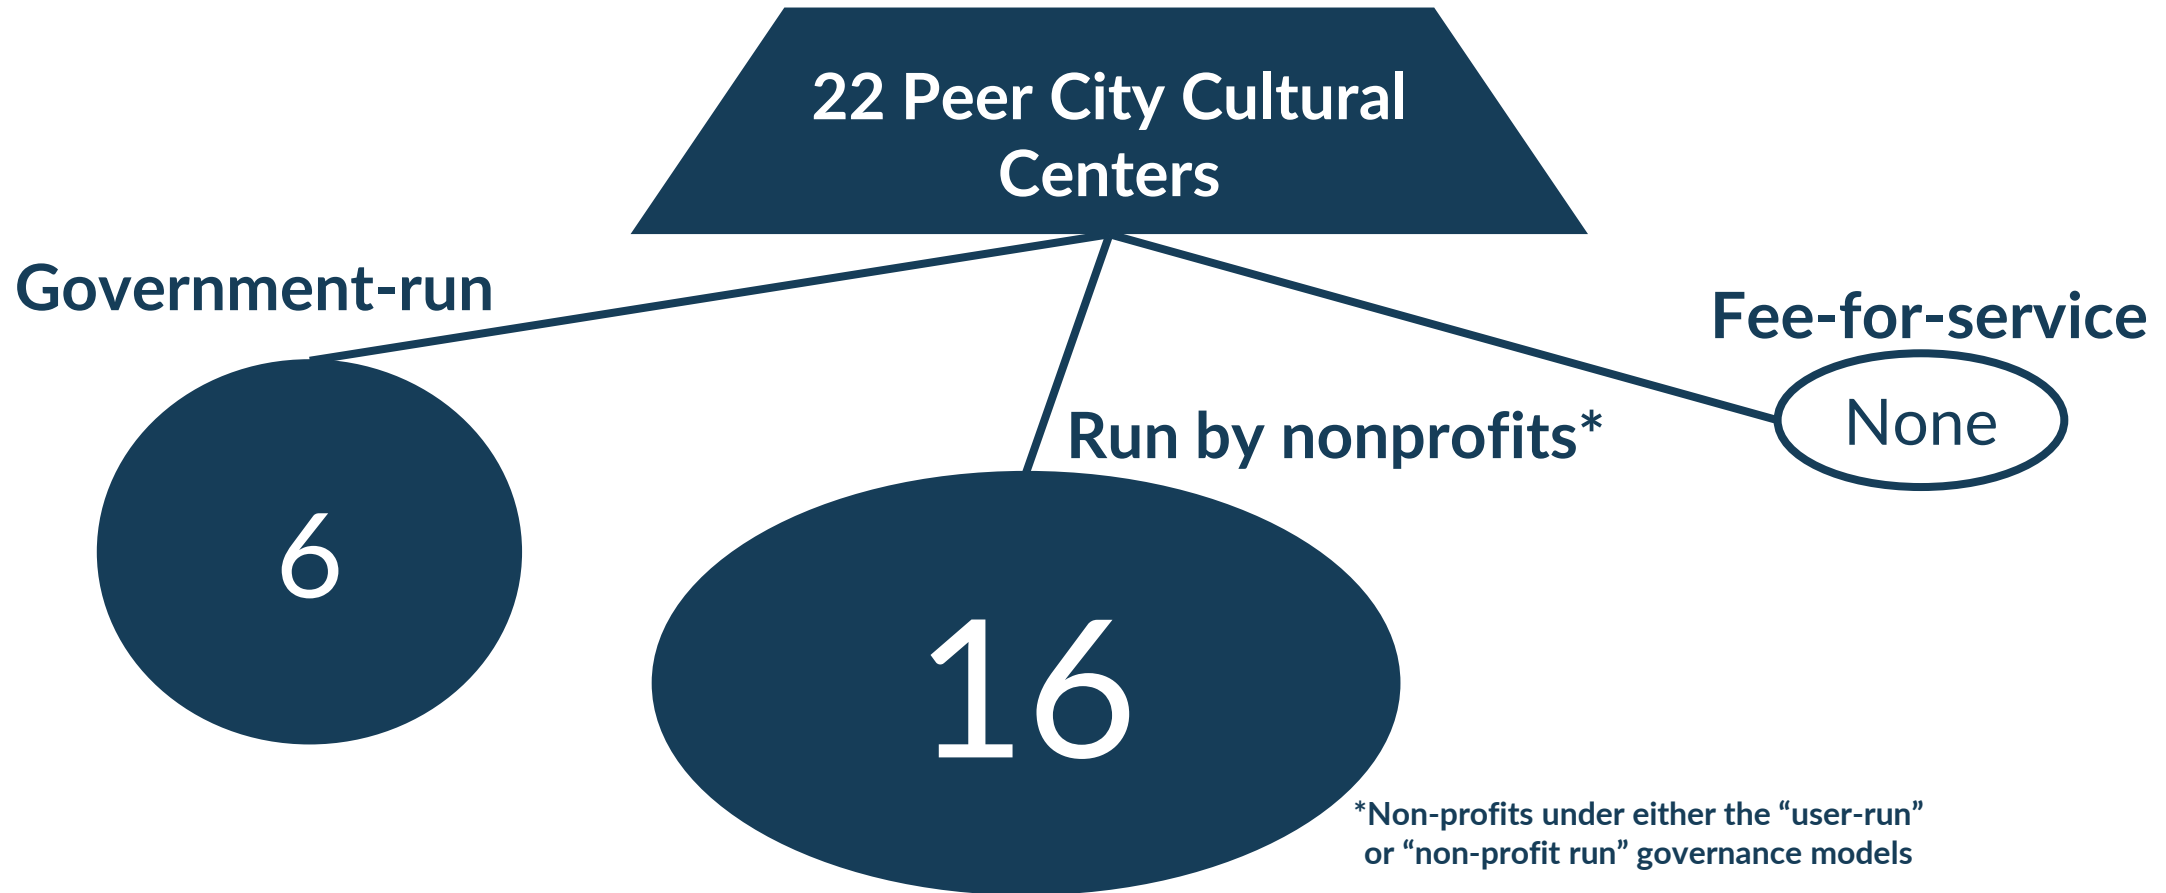 22 Peer City Cultural
Centers
Government-run
6
Run by nonprofits*
16
Fee-for-service
None
*Non-profits under either the “user-run”
or “non-profit run” governance models